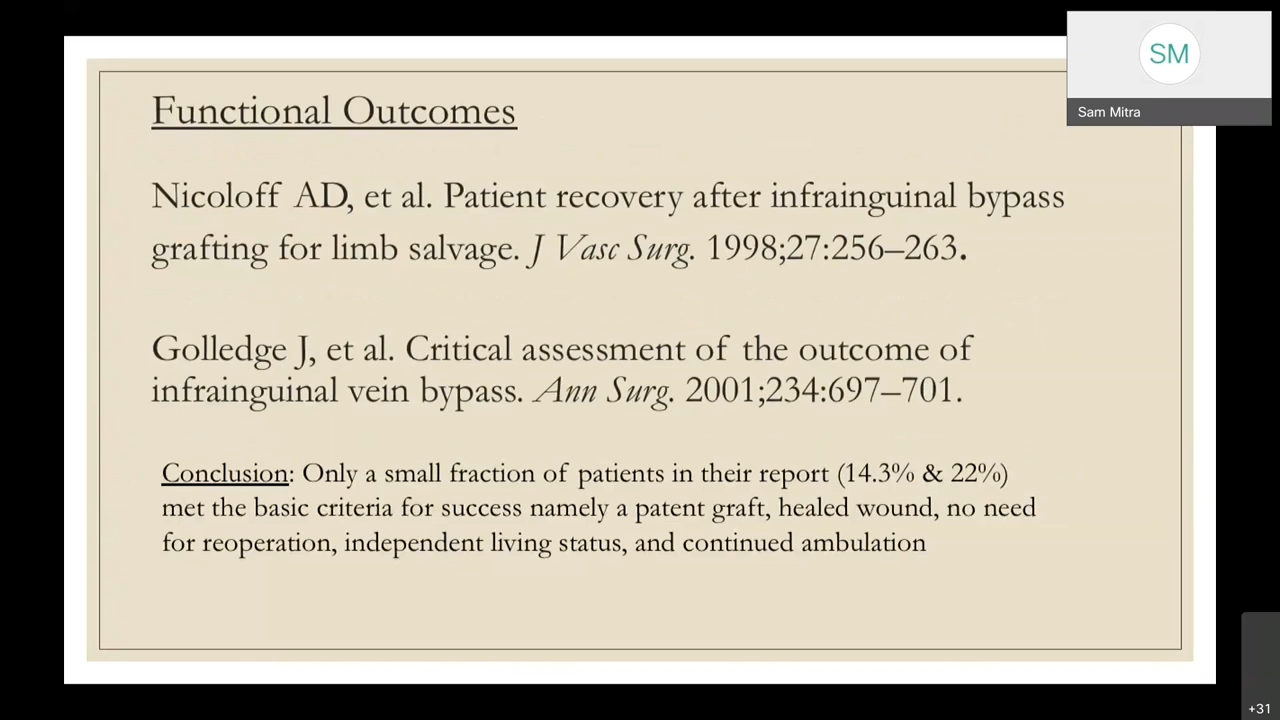 SM
Sam Mitra
Functional Outcomes
Nicoloff AD, et al. Patient recovery after infrainguinal bypass
grafting for limb salvage. J Vasc Surg. 1998;27:256–263.
Golledge J, et al. Critical assessment of the outcome of
infrainguinal vein bypass. Ann Surg. 2001;234:697–701.
Conclusion: Only a small fraction of patients in their report (14.3% & 22%)
met the basic criteria for success namely a patent graft, healed wound, no need
for reoperation, independent living status, and continued ambulation
+31